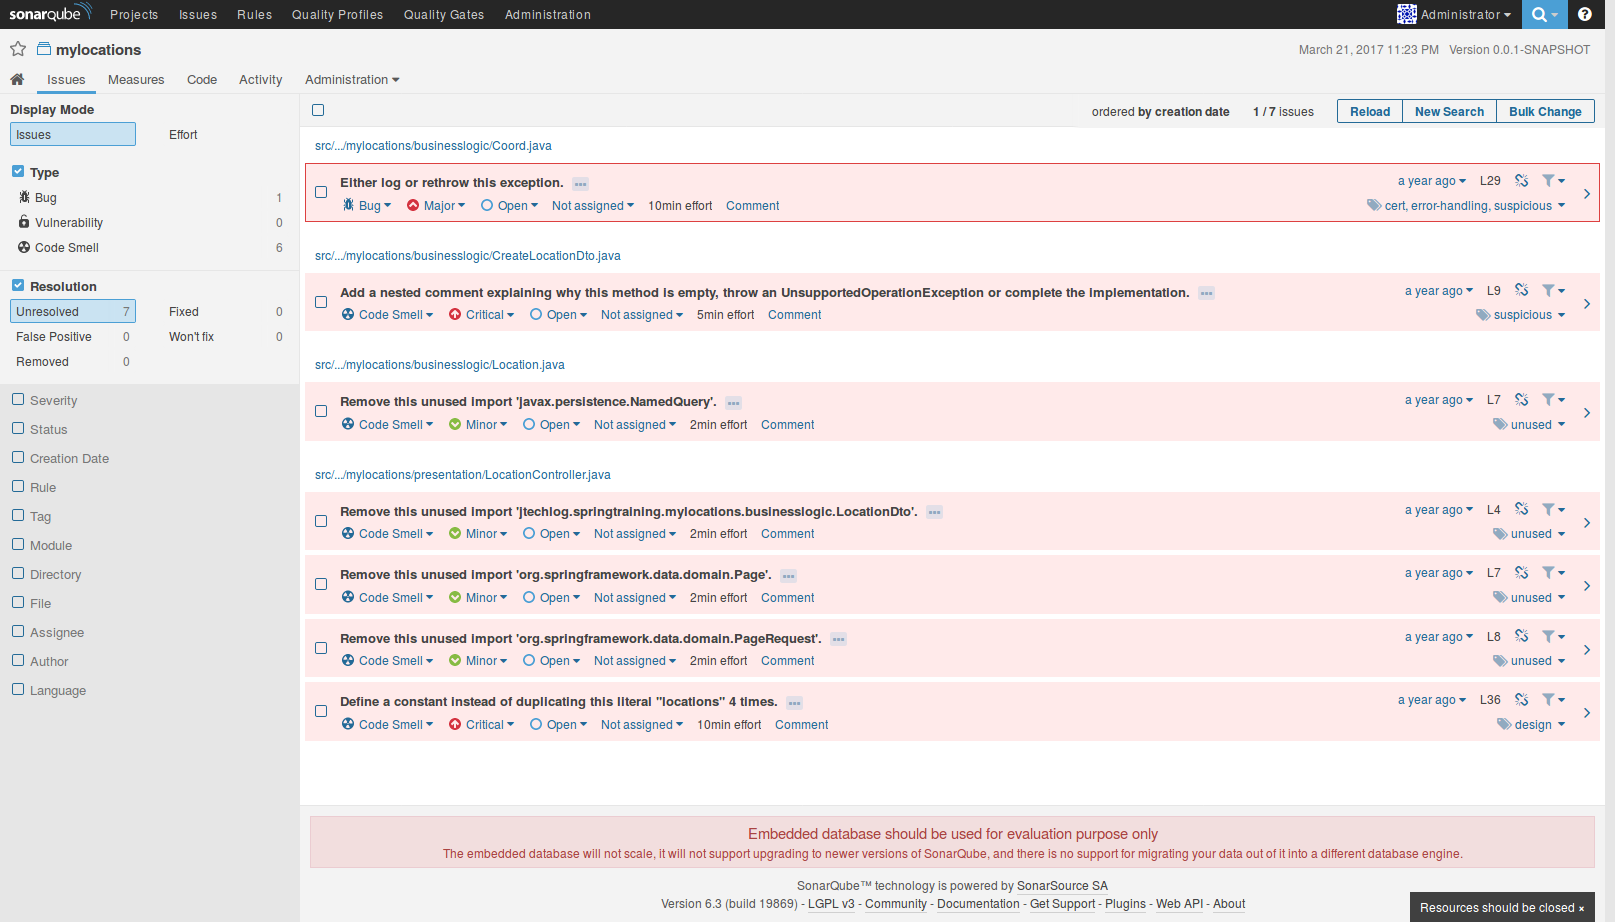 sonarqube Projects Issues Rules Quality Profiles Quality Gates Administration Administrator
mylocations March 21, 2017 11:23 PM Version 0.0.1-SNAPSHOT
Issues Measures Code Activity Administration
Display Mode
Issues Effort
Type
Bug 1
Vulnerability 0
Code Smell 6
Resolution
Unresolved 7 Fixed 0
False Positive 0 Won't fix 0
Removed 0
Severity
Status
Creation Date
Rule
Tag
Module
Directory
File
Assignee
Author
Language
ordered by creation date 1 / 7 issues Reload New Search Bulk Change
src/.../mylocations/businesslogic/Coord.java
Either log or rethrow this exception. a year ago L29
Bug Major Open Not assigned 10min effort Comment cert, error-handling, suspicious
src/.../mylocations/businesslogic/CreateLocationDto.java
Add a nested comment explaining why this method is empty, throw an UnsupportedOperationException or complete the implementation. a year ago L9
Code Smell Critical Open Not assigned 5min effort Comment suspicious
src/.../mylocations/businesslogic/Location.java
Remove this unused import 'javax.persistence.NamedQuery'. a year ago L7
Code Smell Minor Open Not assigned 2min effort Comment unused
src/.../mylocations/presentation/LocationController.java
Remove this unused import 'jtechlog.springtraining.mylocations.businesslogic.LocationDto'. a year ago L4
Code Smell Minor Open Not assigned 2min effort Comment unused
Remove this unused import 'org.springframework.data.domain.Page'. a year ago L7
Code Smell Minor Open Not assigned 2min effort Comment unused
Remove this unused import 'org.springframework.data.domain.PageRequest'. a year ago L8
Code Smell Minor Open Not assigned 2min effort Comment unused
Define a constant instead of duplicating this literal "locations" 4 times. a year ago L36
Code Smell Critical Open Not assigned 10min effort Comment design
Embedded database should be used for evaluation purpose only
The embedded database will not scale, it will not support upgrading to newer versions of SonarQube, and there is no support for migrating your data out of it into a different database engine.
SonarQube™ technology is powered by SonarSource SA
Version 6.3 (build 19869) - LGPL v3 - Community - Documentation - Get Support - Plugins - Web API - About
Resources should be closed ×